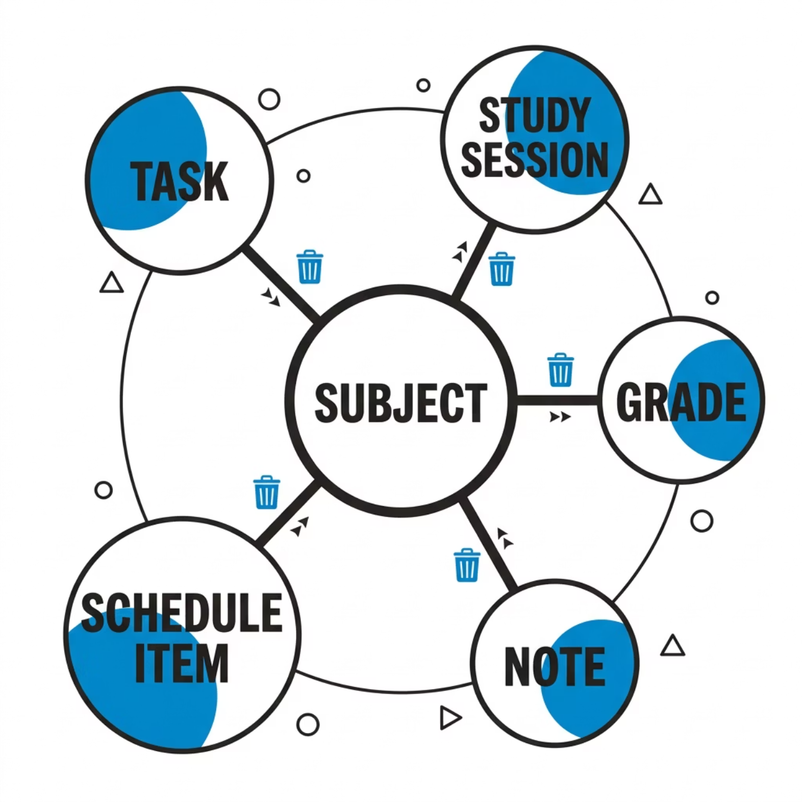 TASK
STUDY
SESSION
SUBJECT
GRADE
SCHEDULE
ITEM
NOTE